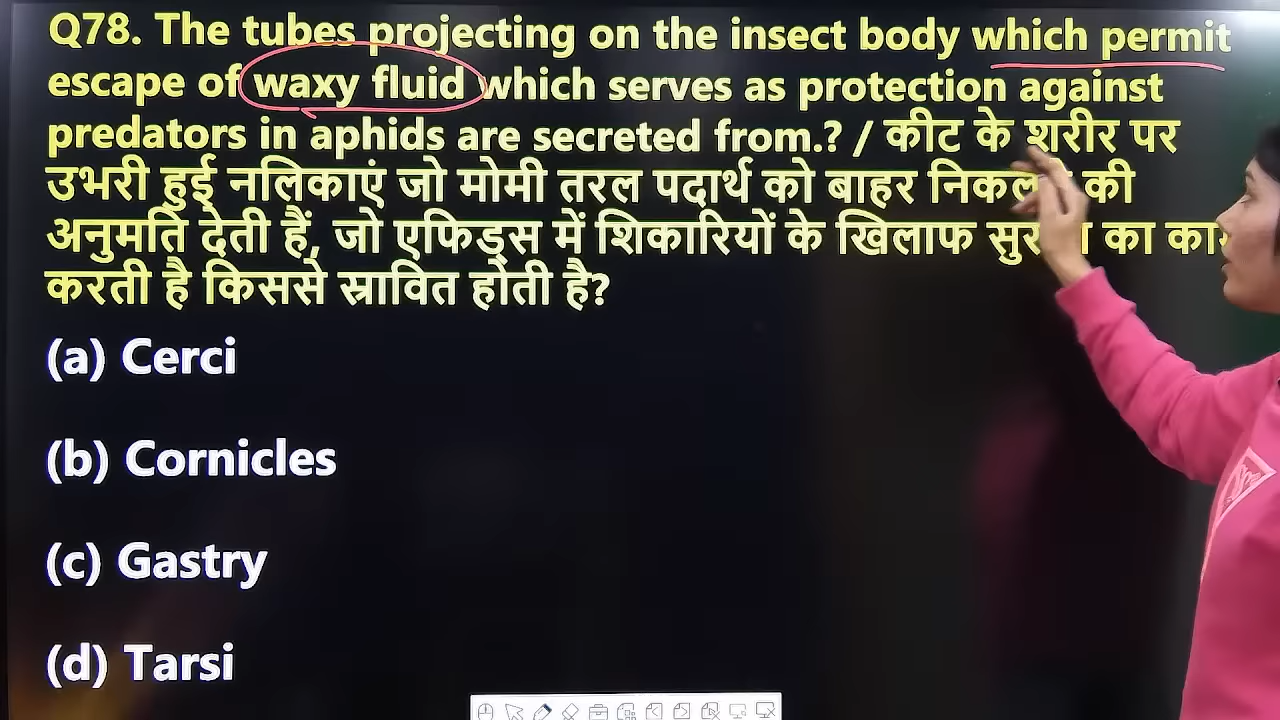 Q78. The tubes projecting on the insect body which permit
escape of waxy fluid which serves as protection against
predators in aphids are secreted from.? / कीट के शरीर पर
उभरी हुई नलिकाएं जो मोमी तरल पदार्थ को बाहर की
अनुमति देती हैं, जो एफिड्स में शिकारियों के खिलाफ का
करती है किससे स्रावित होती है?
(a) Cerci
(b) Cornicles
(c) Gastry
(d) Tarsi